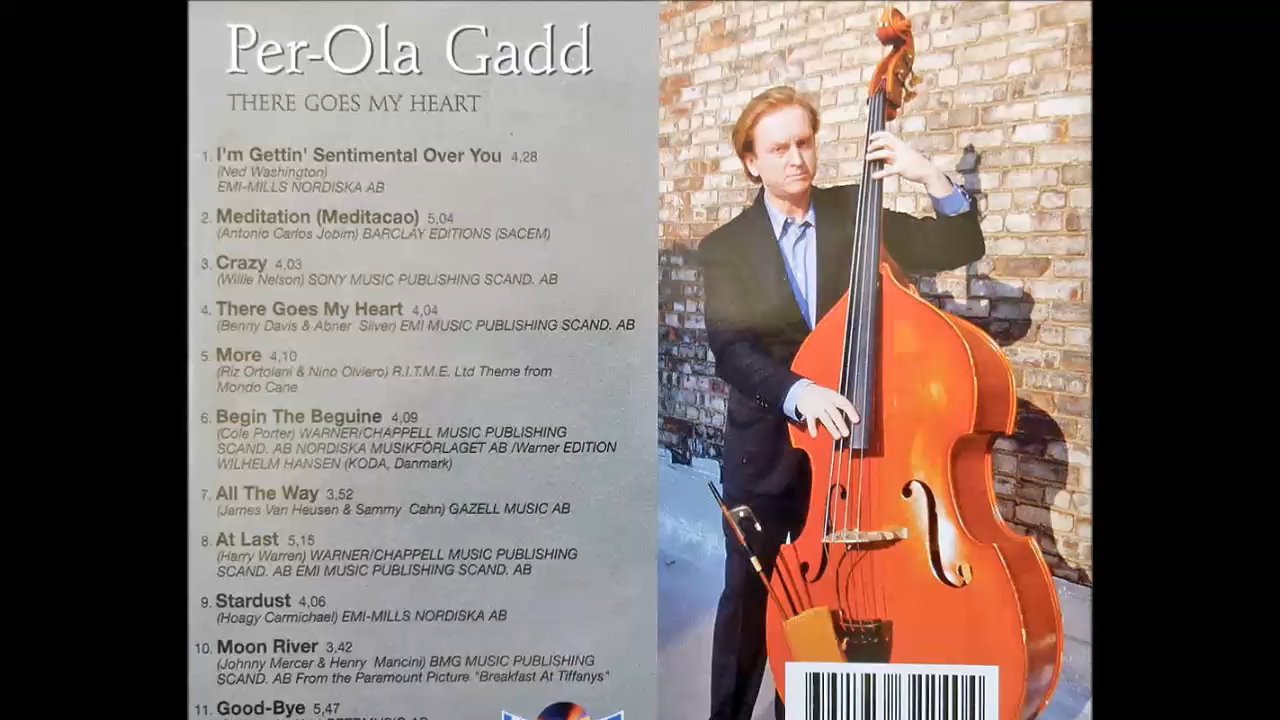 Per-Ola Gadd
THERE GOES MY HEART
1. I'm Gettin' Sentimental Over You 4,28
(Ned Washington)
EMI-MILLS NORDISKA AB
2. Meditation (Meditacao) 5,04
(Antonio Carlos Jobim) BARCLAY EDITIONS (SACEM)
3. Crazy 4,03
(Willie Nelson) SONY MUSIC PUBLISHING SCAND. AB
4. There Goes My Heart 4,04
(Benny Davis & Abner Silver) EMI MUSIC PUBLISHING SCAND. AB
5. More 4,10
(Riz Ortolani & Nino Olviero) R.I.T.M.E. Ltd Theme from
Mondo Cane
6. Begin The Beguine 4,09
(Cole Porter) WARNER/CHAPPELL MUSIC PUBLISHING
SCAND. AB NORDISKA MUSIKFÖRLAGET AB /Warner EDITION
WILHELM HANSEN (KODA, Danmark)
7. All The Way 3.52
(James Van Heusen & Sammy Cahn) GAZELL MUSIC AB
8. At Last 5,15
(Harry Warren) WARNER/CHAPPELL MUSIC PUBLISHING
SCAND. AB EMI MUSIC PUBLISHING SCAND. AB
9. Stardust 4,06
(Hoagy Carmichael) EMI-MILLS NORDISKA AB
10. Moon River 3,42
(Johnny Mercer & Henry Mancini) BMG MUSIC PUBLISHING
SCAND. AB From the Paramount Picture "Breakfast At Tiffanys"
11. Good-Bye 5,47